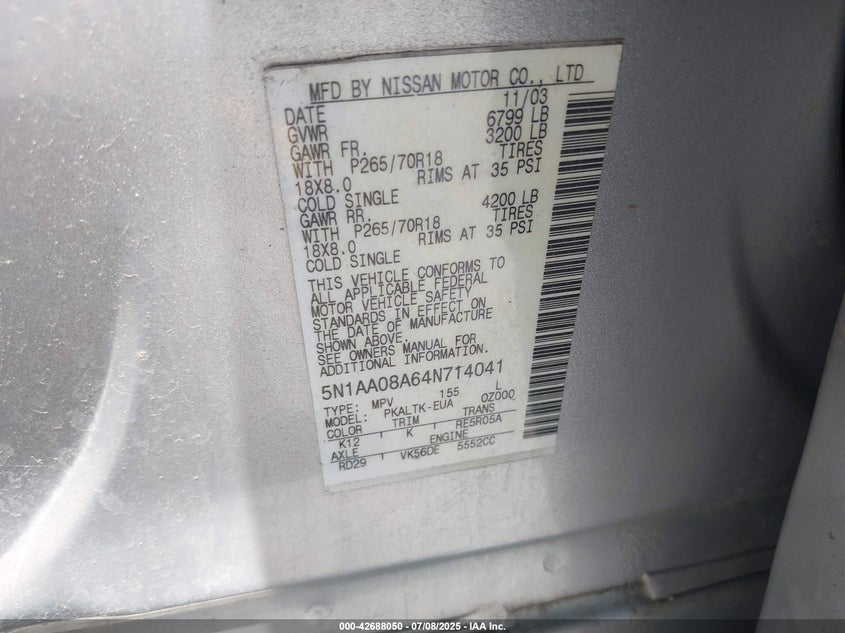 MFD BY NISSAN MOTOR CO., LTD
DATE 11/03
GVWR 6799 LB
GAWR FR. 3200 LB
WITH P265/70R18 TIRES
18X8.0 RIMS AT 35 PSI
COLD SINGLE
GAWR RR. 4200 LB
WITH P265/70R18 TIRES
18X8.0 RIMS AT 35 PSI
COLD SINGLE
THIS VEHICLE CONFORMS TO
ALL APPLICABLE FEDERAL
MOTOR VEHICLE SAFETY
STANDARDS IN EFFECT ON
THE DATE OF MANUFACTURE
SHOWN ABOVE.
SEE OWNERS MANUAL FOR
ADDITIONAL INFORMATION.
5N1AA08A64N714041
TYPE: MPV 155 L
MODEL: PKALTK-EUA 0Z000
COLOR TRIM TRANS
K12 K RE5R05A
AXLE ENGINE
RD29 VK56DE 5552CC
000-42688050 - 07/08/2025 - IAA Inc.